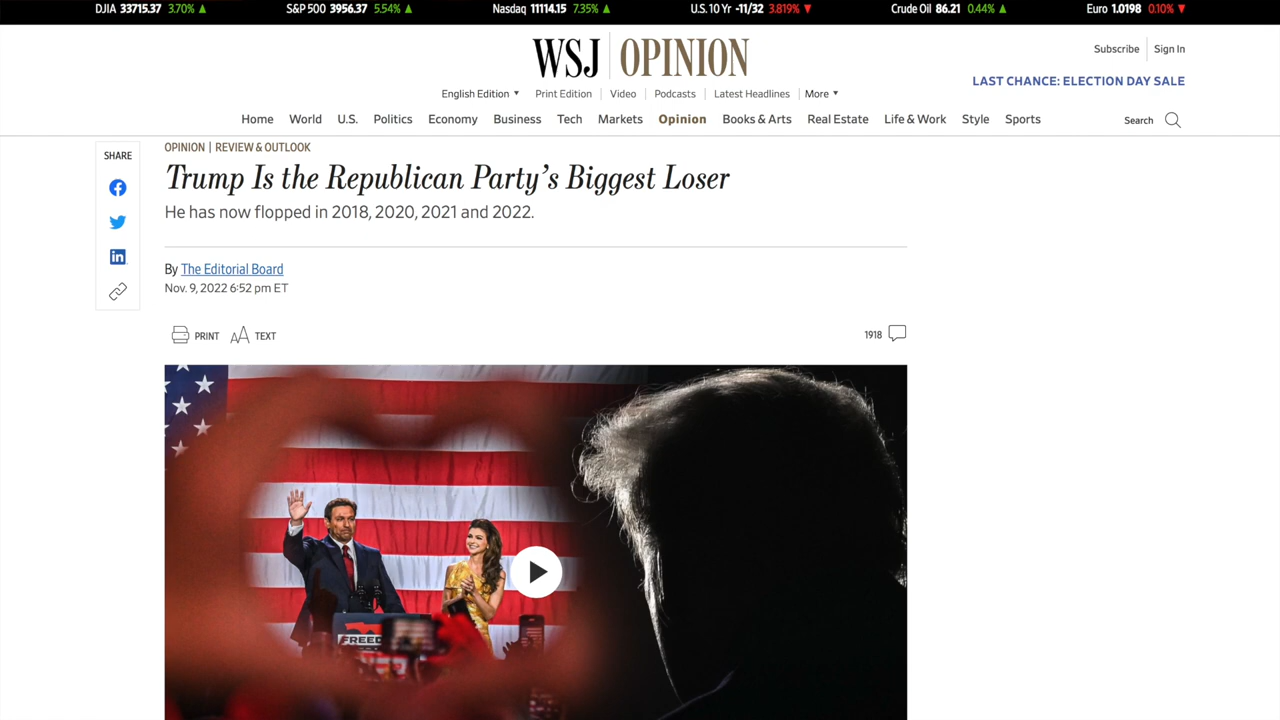 DJIA 33715.37 3.70% ▲ S&P 500 3956.37 5.54% ▲ Nasdaq 11114.15 7.35% ▲ U.S. 10 Yr -11/32 3.819% ▼ Crude Oil 86.21 0.44% ▲ Euro 1.0198 0.10% ▼
WSJ | OPINION
Subscribe | Sign In
LAST CHANCE: ELECTION DAY SALE
English Edition ▼ Print Edition | Video | Podcasts | Latest Headlines | More ▼
Home World U.S. Politics Economy Business Tech Markets Opinion Books & Arts Real Estate Life & Work Style Sports Search
SHARE
OPINION | REVIEW & OUTLOOK
Trump Is the Republican Party’s Biggest Loser
He has now flopped in 2018, 2020, 2021 and 2022.
By The Editorial Board
Nov. 9, 2022 6:52 pm ET
PRINT AA TEXT
1918
FREE